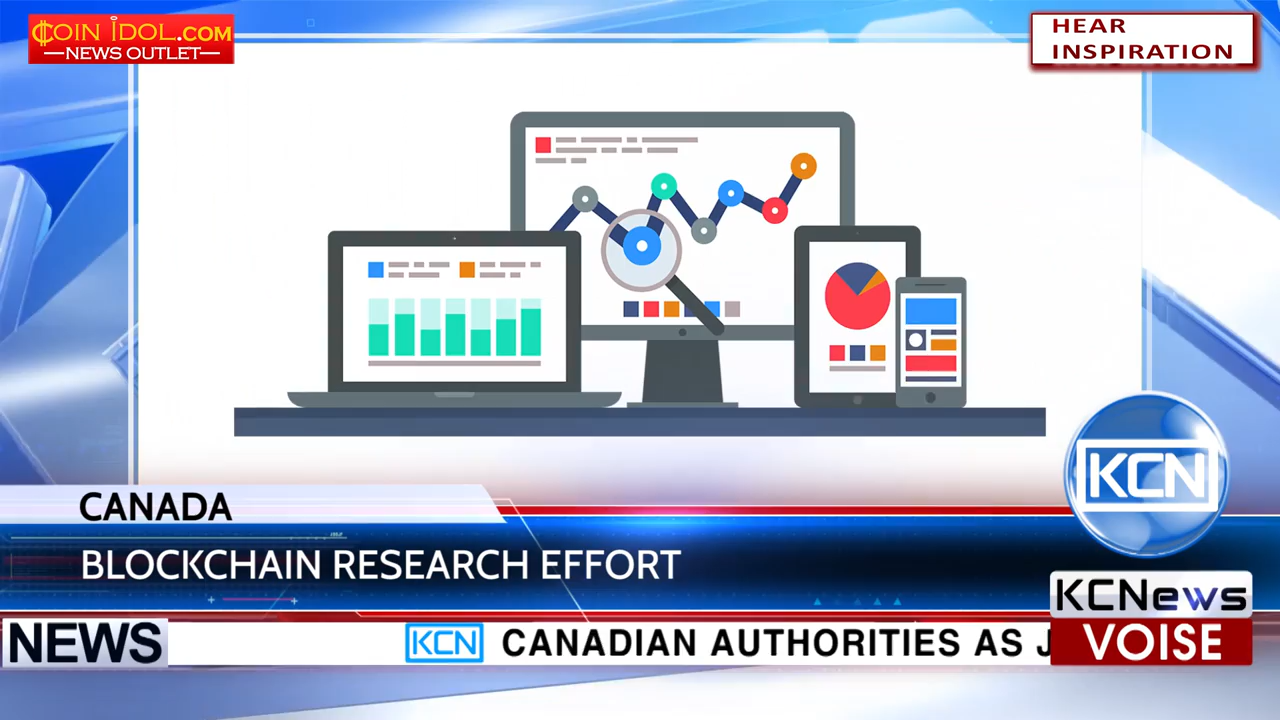 COIN IDOL.COM
NEWS OUTLET
HEAR
INSPIRATION
KCN
CANADA
BLOCKCHAIN RESEARCH EFFORT
KCNews
VOISE
NEWS
KCN CANADIAN AUTHORITIES AS J